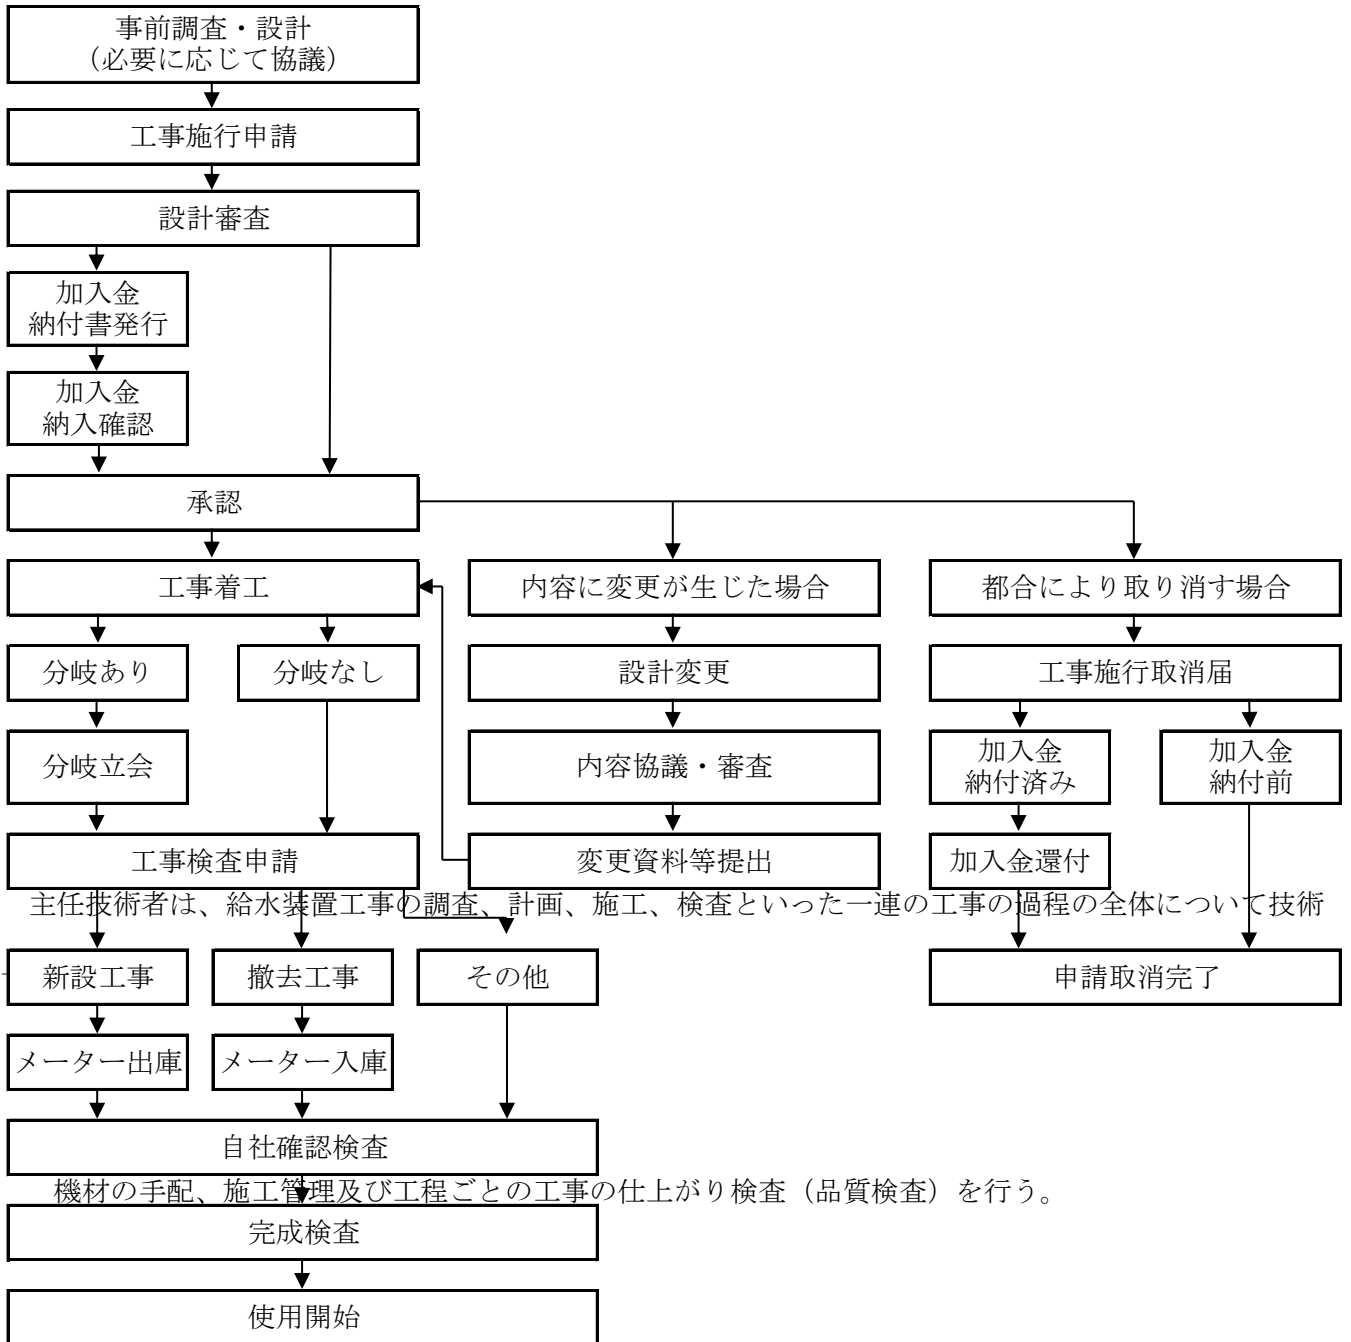 事前調査・設計
（必要に応じて協議）
工事施行申請
設計審査
加入金
納付書発行
加入金
納入確認
承認
工事着工
内容に変更が生じた場合
都合により取り消す場合
分岐あり
分岐なし
設計変更
工事施行取消届
分岐立会
内容協議・審査
加入金
納付済み
加入金
納付前
工事検査申請
変更資料等提出
加入金還付
主任技術者は、給水装置工事の調査、計画、施工、検査といった一連の工事の過程の全体について技術
新設工事
撤去工事
その他
申請取消完了
メーター出庫
メーター入庫
自社確認検査
機材の手配、施工管理及び工程ごとの工事の仕上がり検査（品質検査）を行う。
完成検査
使用開始